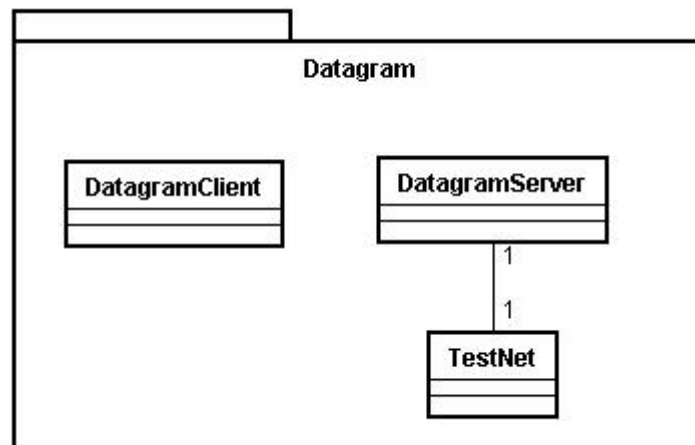 Datagram
DatagramClient
DatagramServer
1
1
TestNet